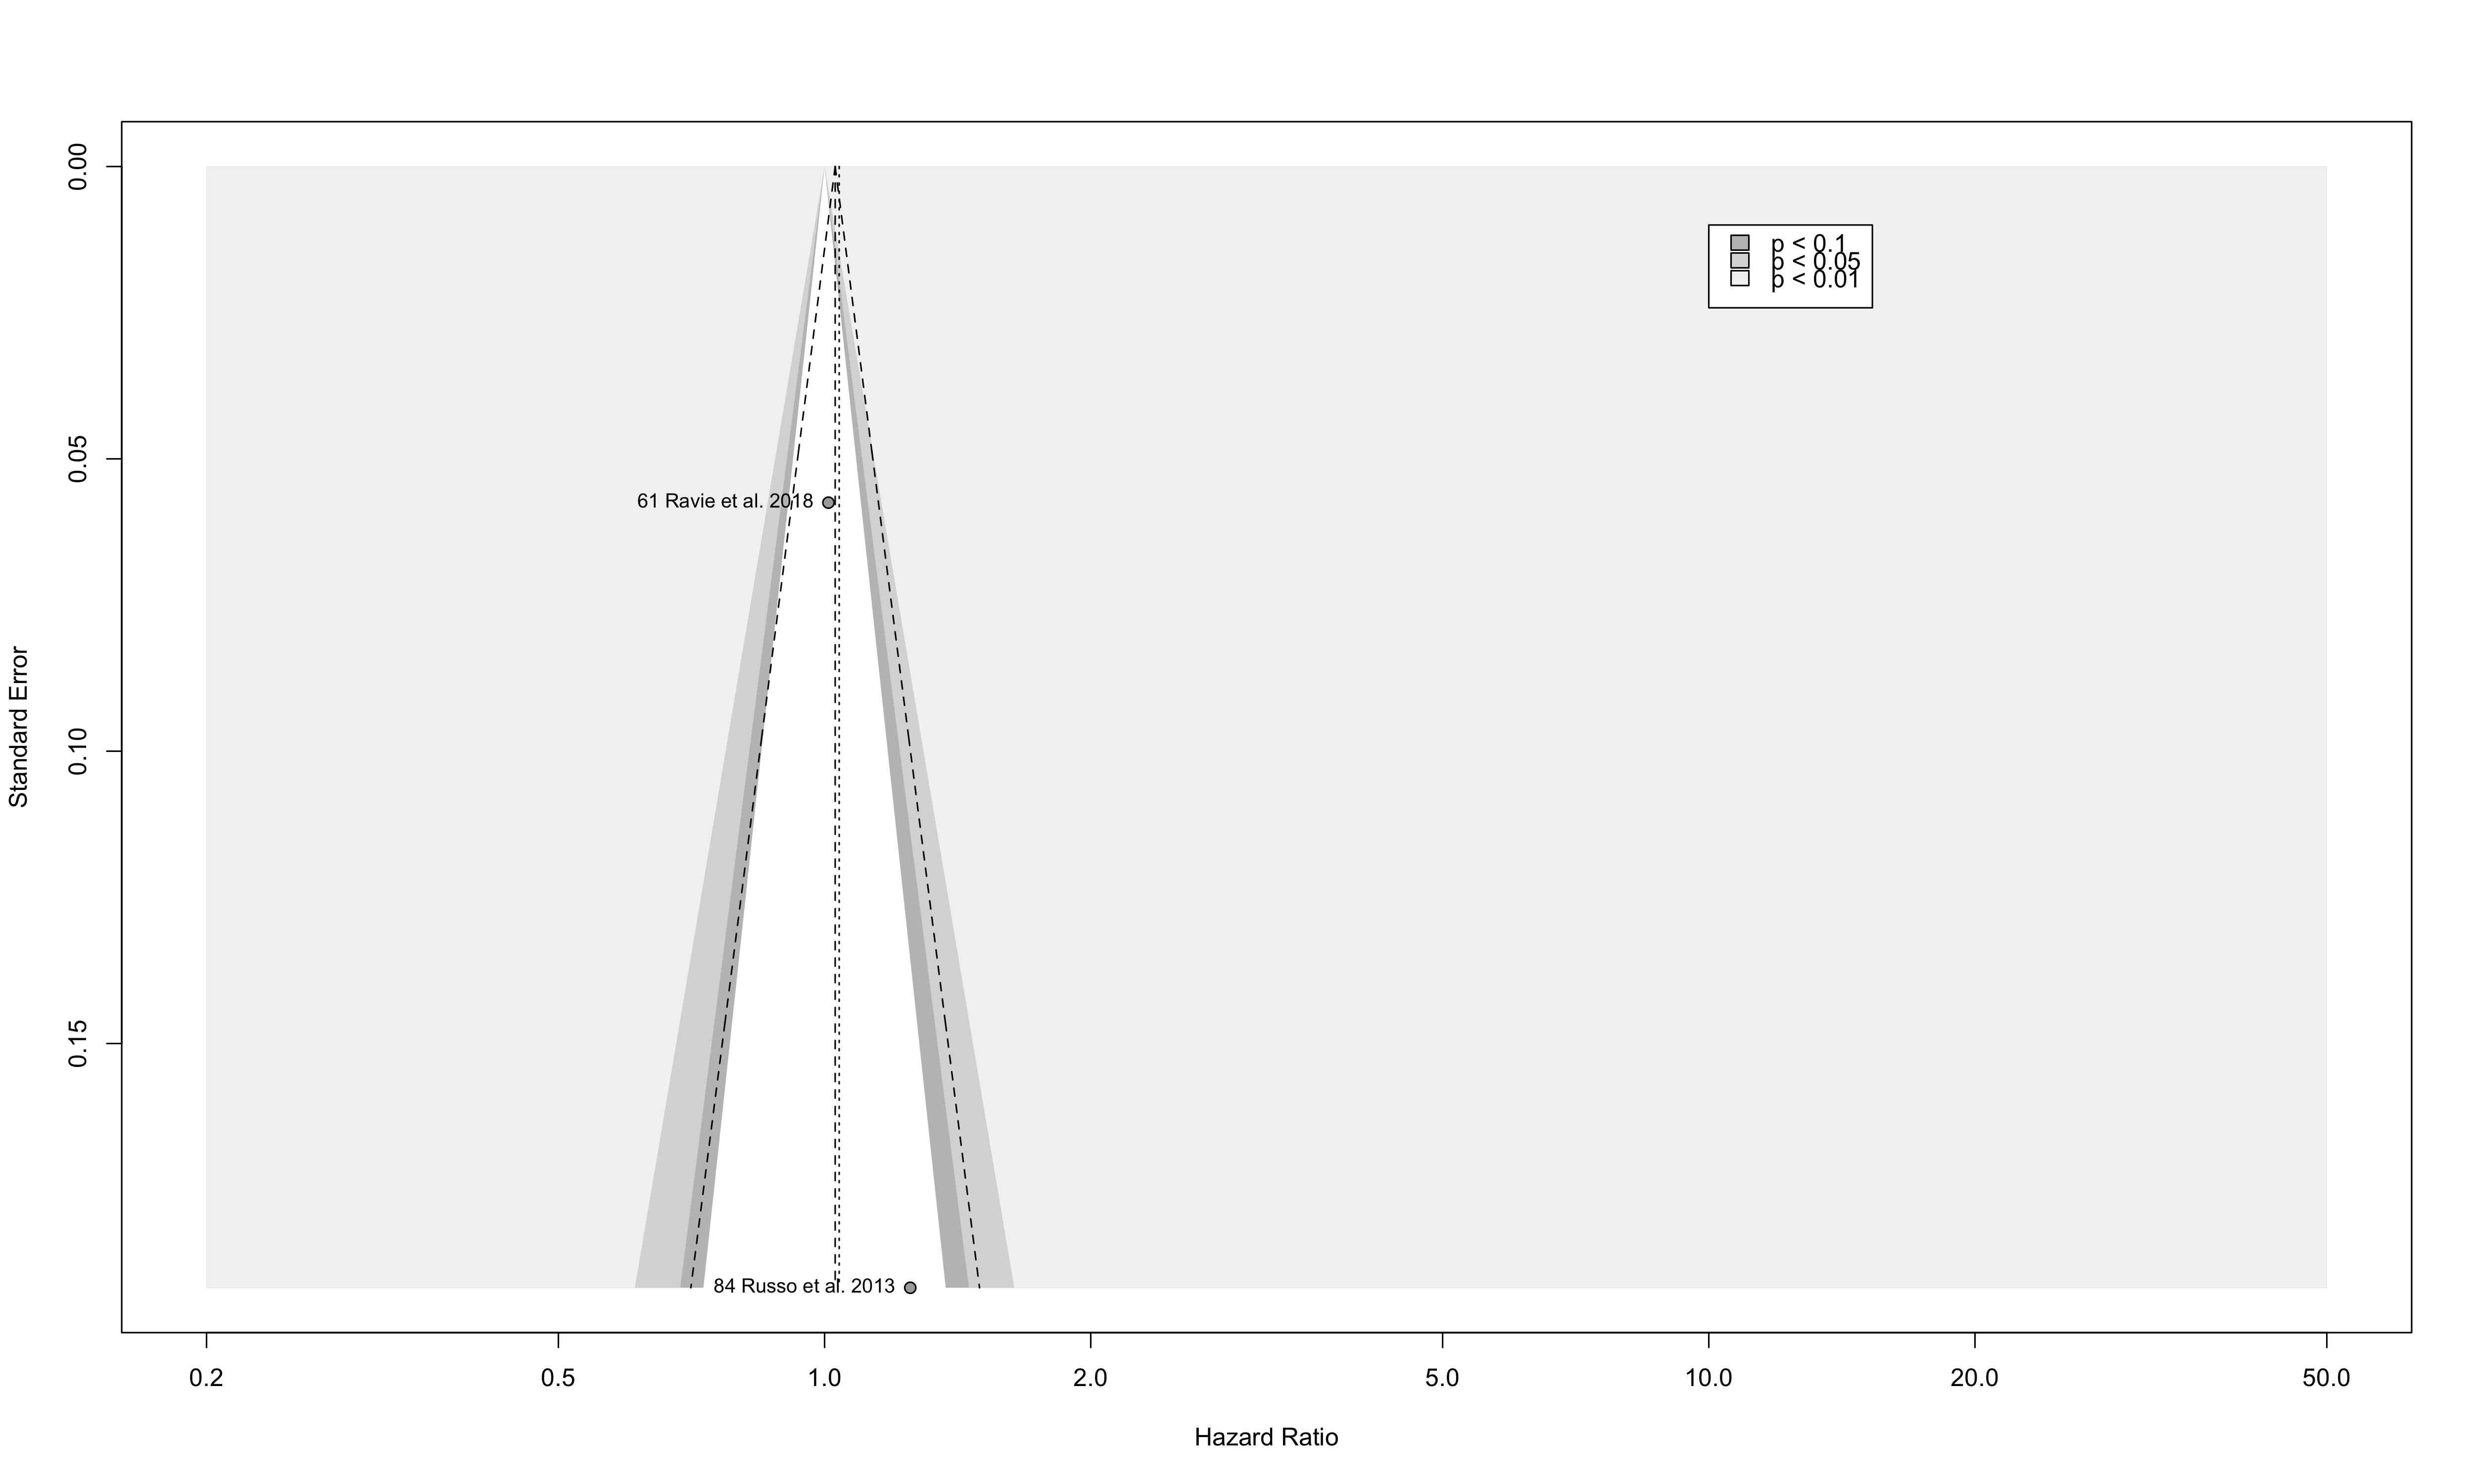 0.00
0.05
0.10
0.15
Standard Error
p < 0.1
p < 0.05
p < 0.01
61 Ravie et al. 2018
84 Russo et al. 2013
0.2 0.5 1.0 2.0 5.0 10.0 20.0 50.0
Hazard Ratio